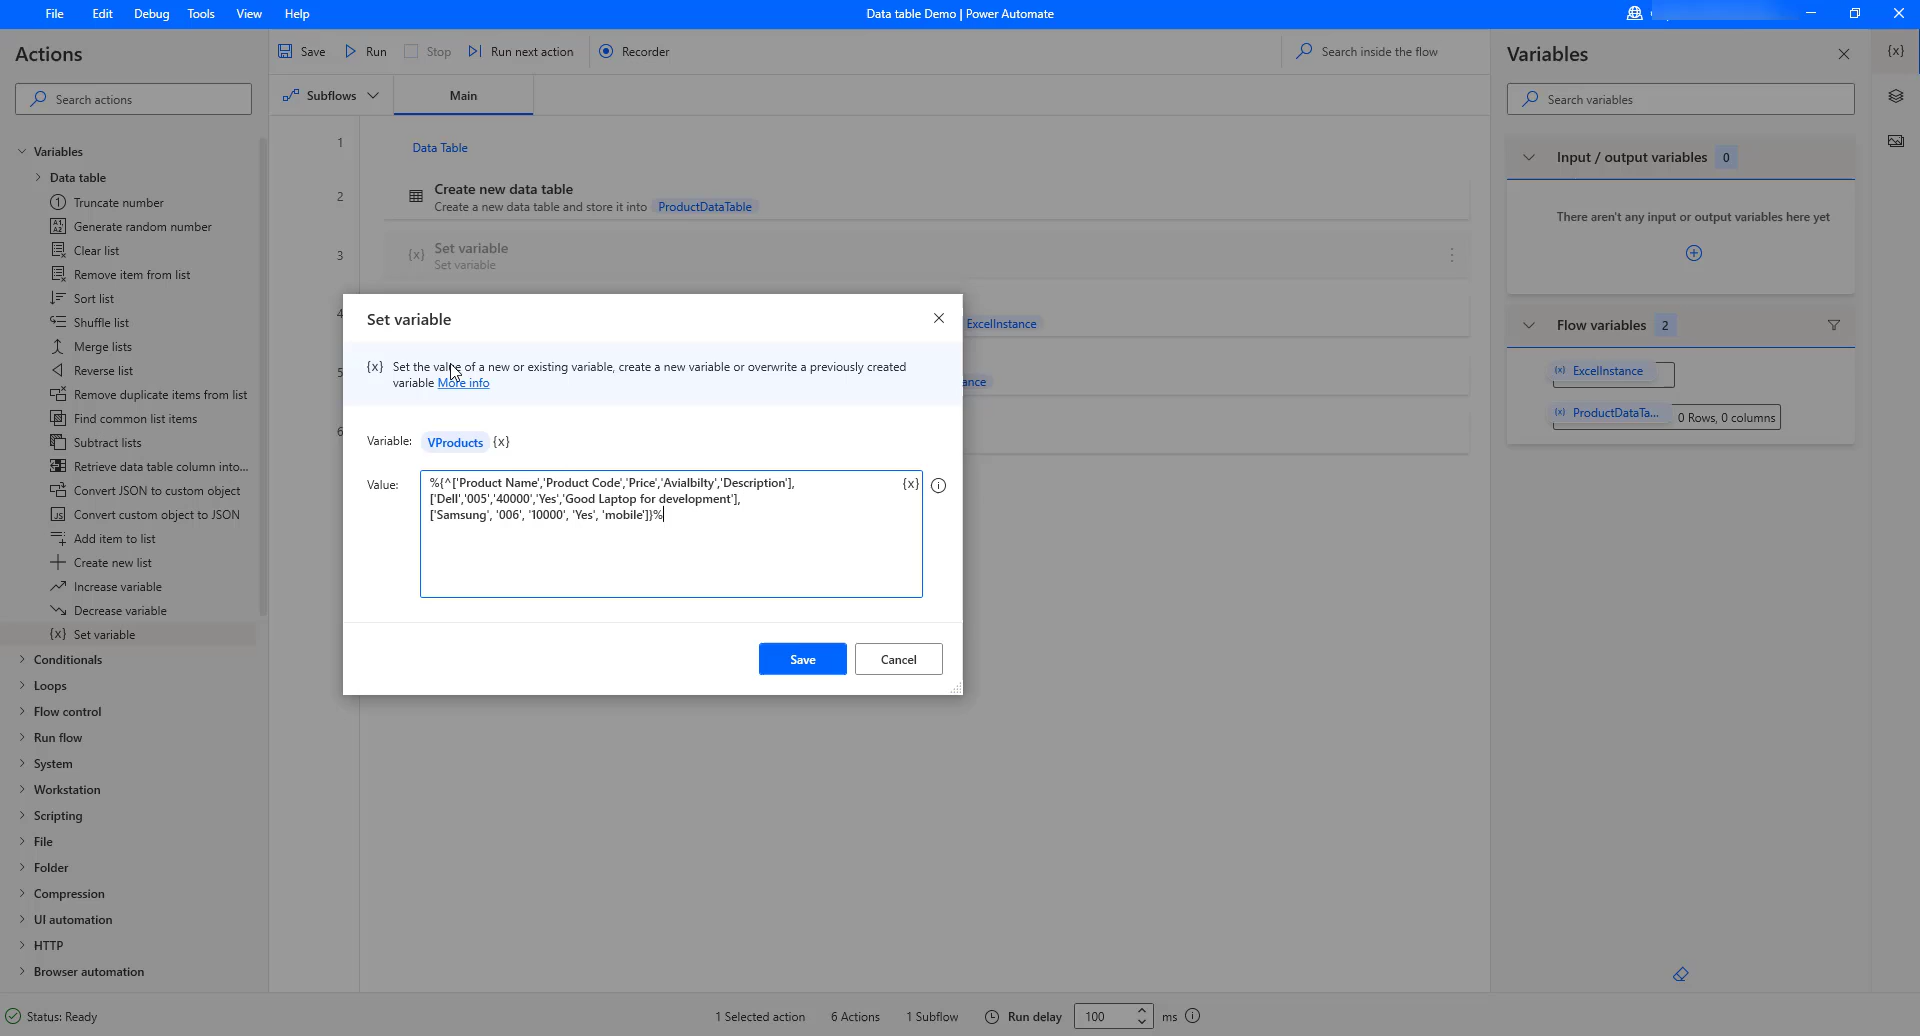 File Edit Debug Tools View Help
Data table Demo | Power Automate
Actions
Search actions
Variables
Data table
Truncate number
Generate random number
Clear list
Remove item from list
Sort list
Shuffle list
Merge lists
Reverse list
Remove duplicate items from list
Find common list items
Subtract lists
Retrieve data table column into...
Convert JSON to custom object
Convert custom object to JSON
Add item to list
Create new list
Increase variable
Decrease variable
{x} Set variable
Conditionals
Loops
Flow control
Run flow
System
Workstation
Scripting
File
Folder
Compression
UI automation
HTTP
Browser automation
Save Run Stop Run next action Recorder
Search inside the flow
Subflows Main
1 Data Table
2 Create new data table
Create a new data table and store it into ProductDataTable
3 {x} Set variable
Set variable
4 ExcelInstance
5 ance
6
Set variable
{x} Set the value of a new or existing variable, create a new variable or overwrite a previously created
variable More info
Variable: VProducts {x}
Value: %{^['Product Name','Product Code','Price','Avialbilty','Description'], {x}
['Dell','005','40000','Yes','Good Laptop for development'],
['Samsung', '006', '10000', 'Yes', 'mobile']}%
Save Cancel
Variables
{x}
Search variables
Input / output variables 0
There aren't any input or output variables here yet
Flow variables 2
(x) ExcelInstance
(x) ProductDataTa... 0 Rows, 0 columns
Status: Ready
1 Selected action 6 Actions 1 Subflow Run delay 100 ms